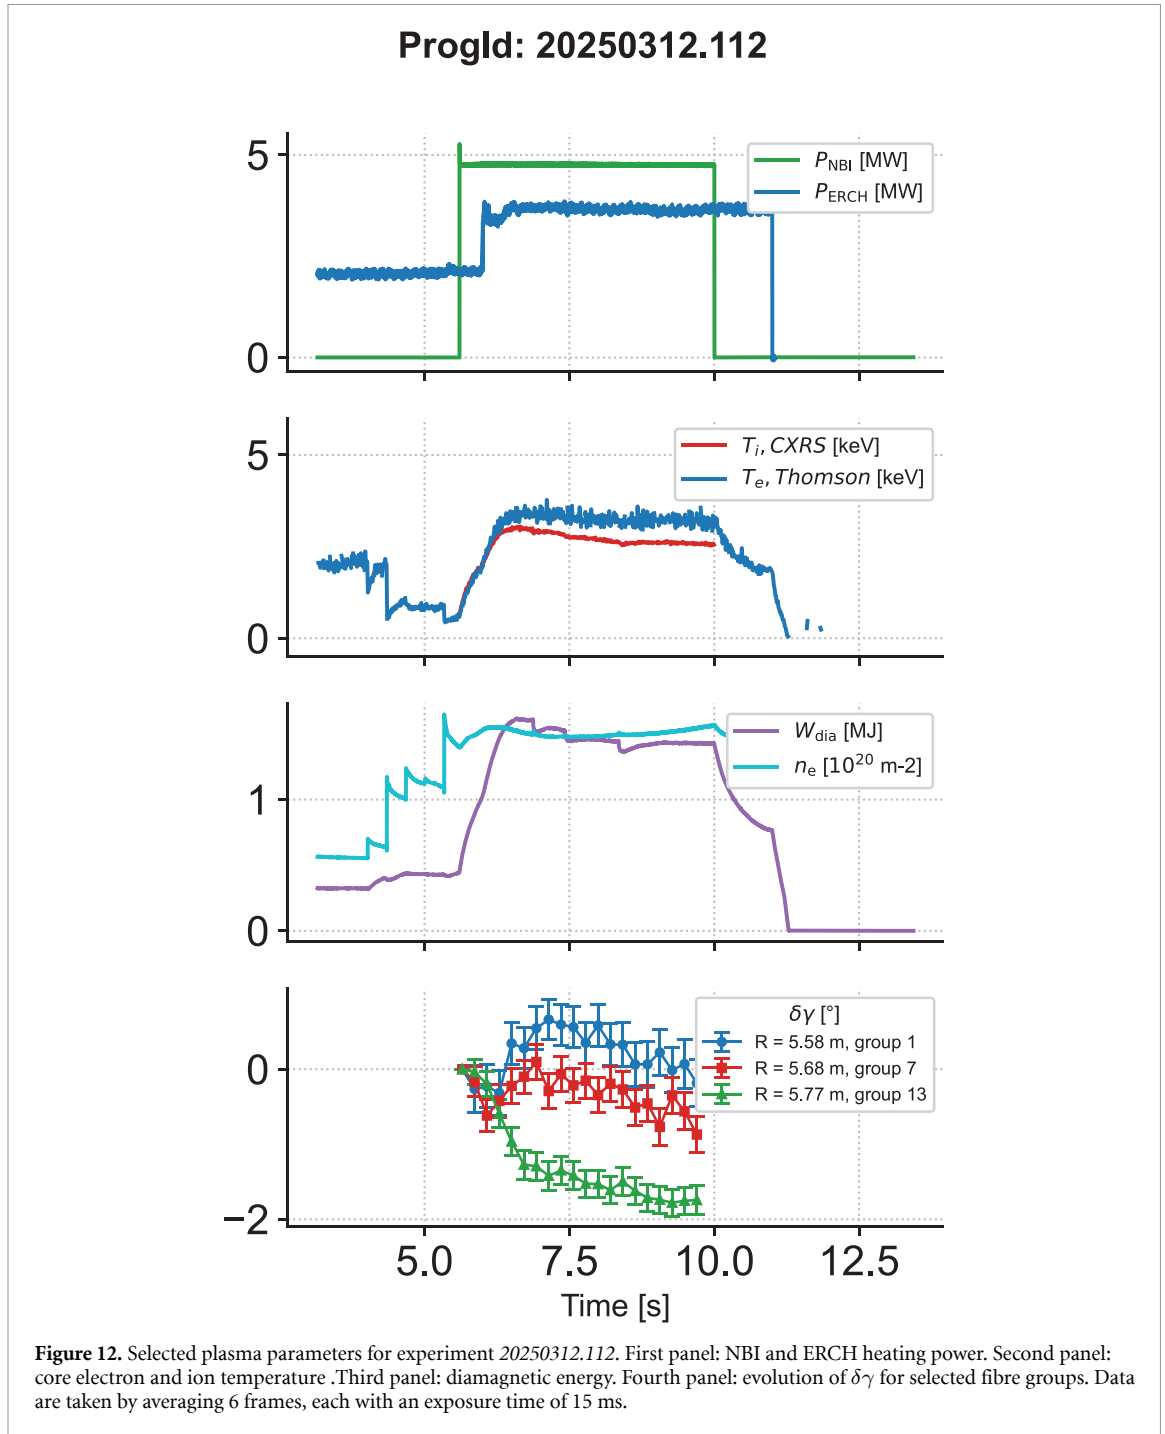 ProgId: 20250312.112
5
0
P_NBI [MW]
P_ERCH [MW]
5
0
T_i, CXRS [keV]
T_e, Thomson [keV]
1
0
W_dia [MJ]
n_e [10^20 m-2]
0
−2
δγ [°]
R = 5.58 m, group 1
R = 5.68 m, group 7
R = 5.77 m, group 13
5.0 7.5 10.0 12.5
Time [s]
Figure 12. Selected plasma parameters for experiment 20250312.112. First panel: NBI and ERCH heating power. Second panel:
core electron and ion temperature .Third panel: diamagnetic energy. Fourth panel: evolution of δγ for selected fibre groups. Data
are taken by averaging 6 frames, each with an exposure time of 15 ms.